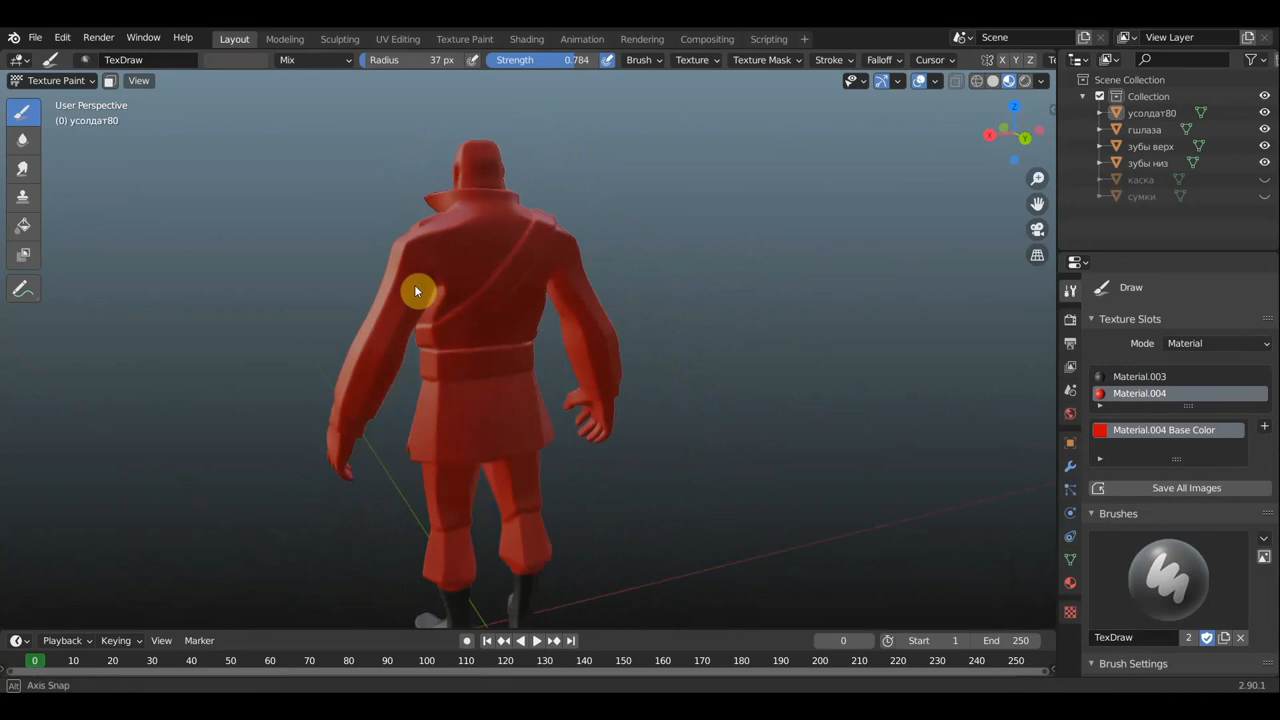 File Edit Render Window Help Layout Modeling Sculpting UV Editing Texture Paint Shading Animation Rendering Compositing Scripting + Scene View Layer
TexDraw Mix Radius 37 px Strength 0.784 Brush Texture Texture Mask Stroke Falloff Cursor X Y Z Te
Texture Paint View
User Perspective
(0) усолдат80
Z
X
Y
Scene Collection
Collection
усолдат80
гшлаза
зубы верх
зубы низ
каска
сумки
Draw
Texture Slots
Mode Material
Material.003
Material.004
Material.004 Base Color
Save All Images
Brushes
TexDraw 2
Brush Settings
Playback Keying View Marker 0 Start 1 End 250
0 10 20 30 40 50 60 70 80 90 100 110 120 130 140 150 160 170 180 190 200 210 220 230 240 250
Alt Axis Snap 2.90.1